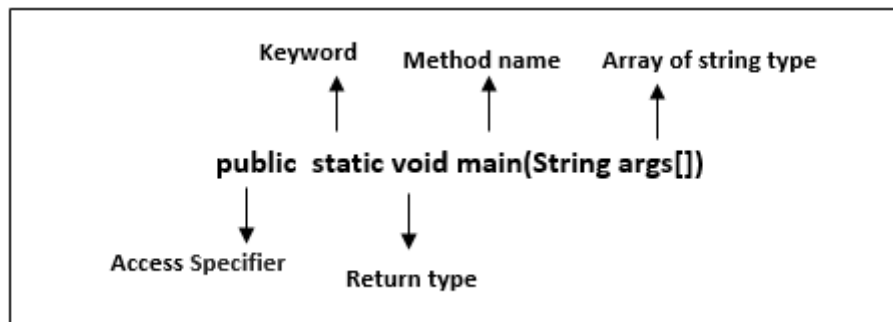 Keyword Method name Array of string type
public static void main(String args[])
Access Specifier
Return type